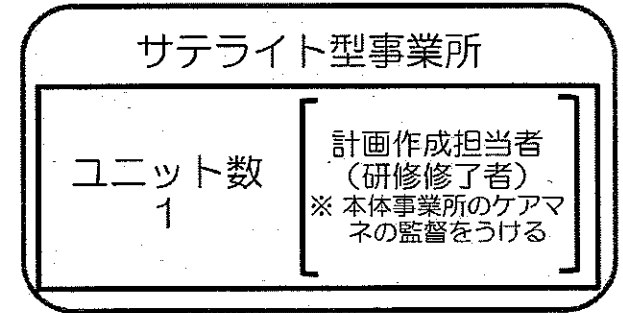 サテライト型事業所
ユニット数
1
計画作成担当者
（研修修了者）
※ 本体事業所のケアマ
ネの監督をうける